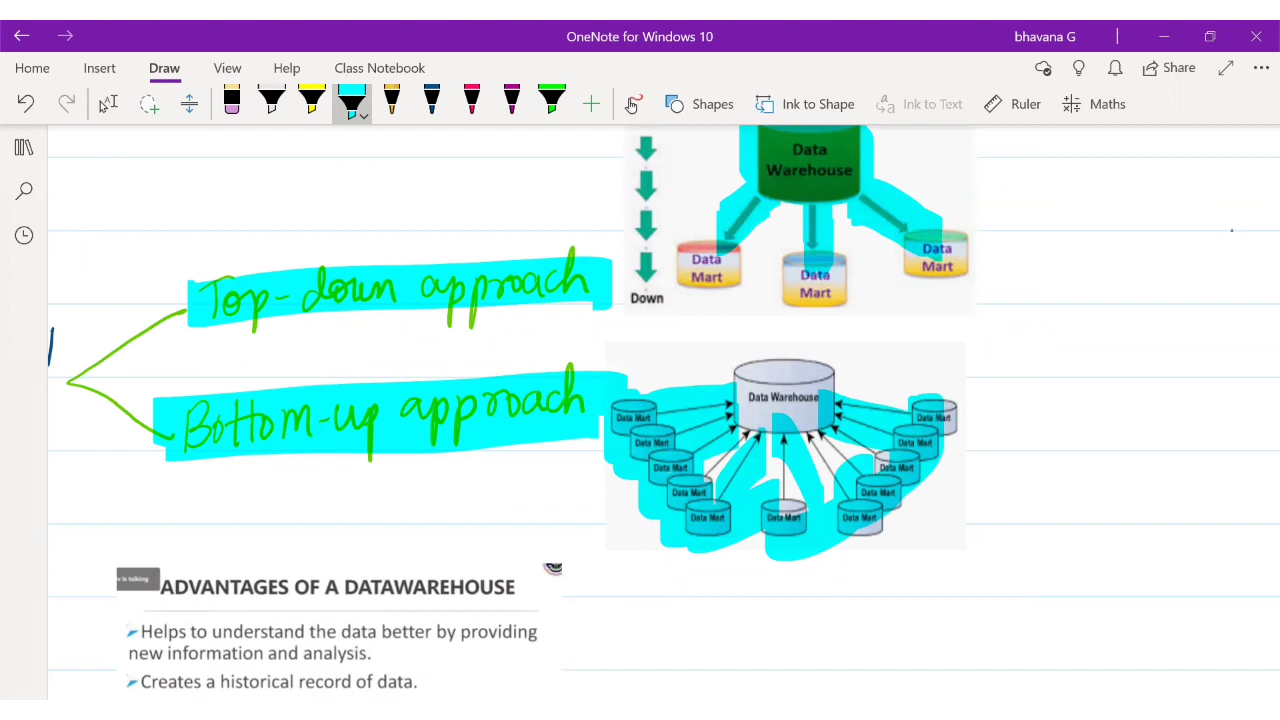 OneNote for Windows 10
bhavana G
Home Insert Draw View Help Class Notebook
Share
Shapes
Ink to Shape
Ink to Text
Ruler
Maths
Data
Warehouse
Data
Mart
Data
Mart
Data
Mart
Down
Top-down approach
Bottom-up approach
Data Warehouse
Data Mart
Data Mart
Data Mart
Data Mart
Data Mart
Data Mart
Data Mart
Data Mart
Data Mart
Data Mart
Data Mart
is talking
ADVANTAGES OF A DATAWAREHOUSE
Helps to understand the data better by providing
new information and analysis.
Creates a historical record of data.